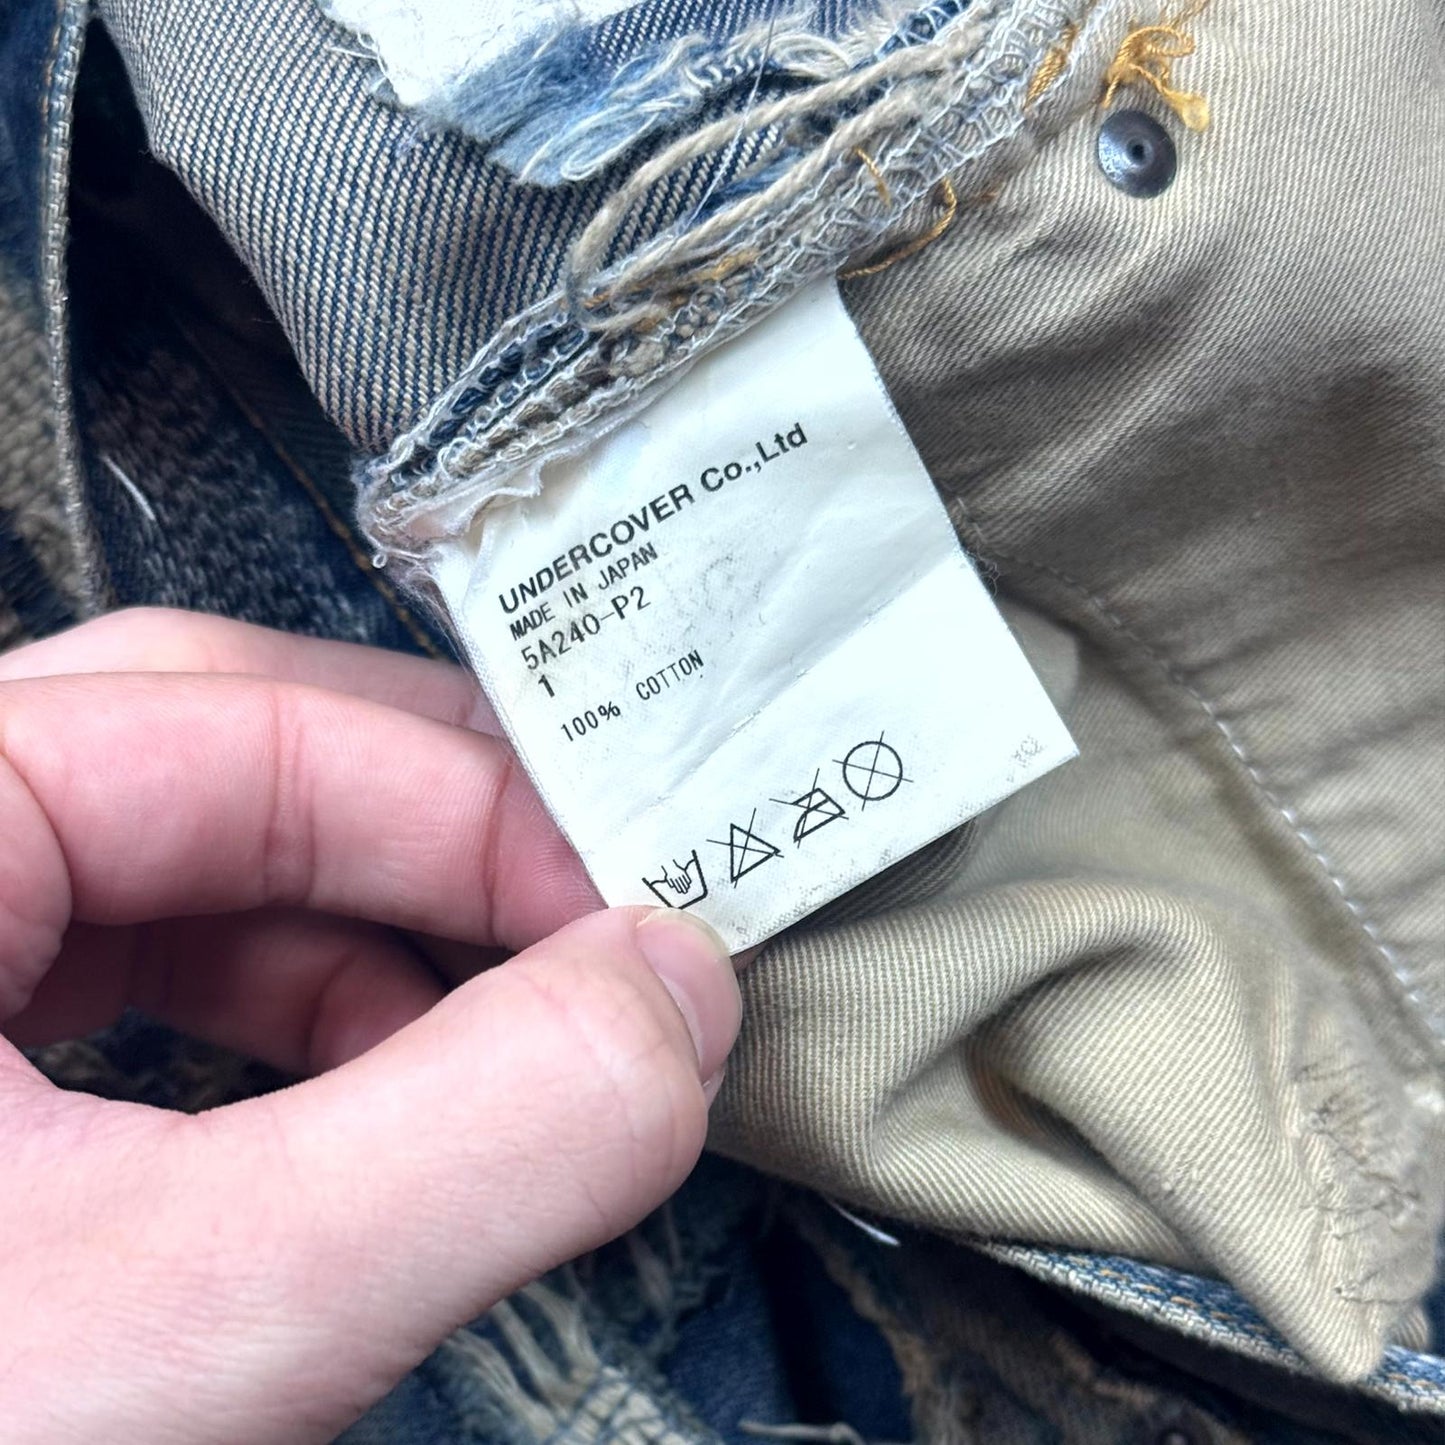 UNDERCOVER Co.,Ltd
MADE IN JAPAN
5A240-P2
1
100% COTTON